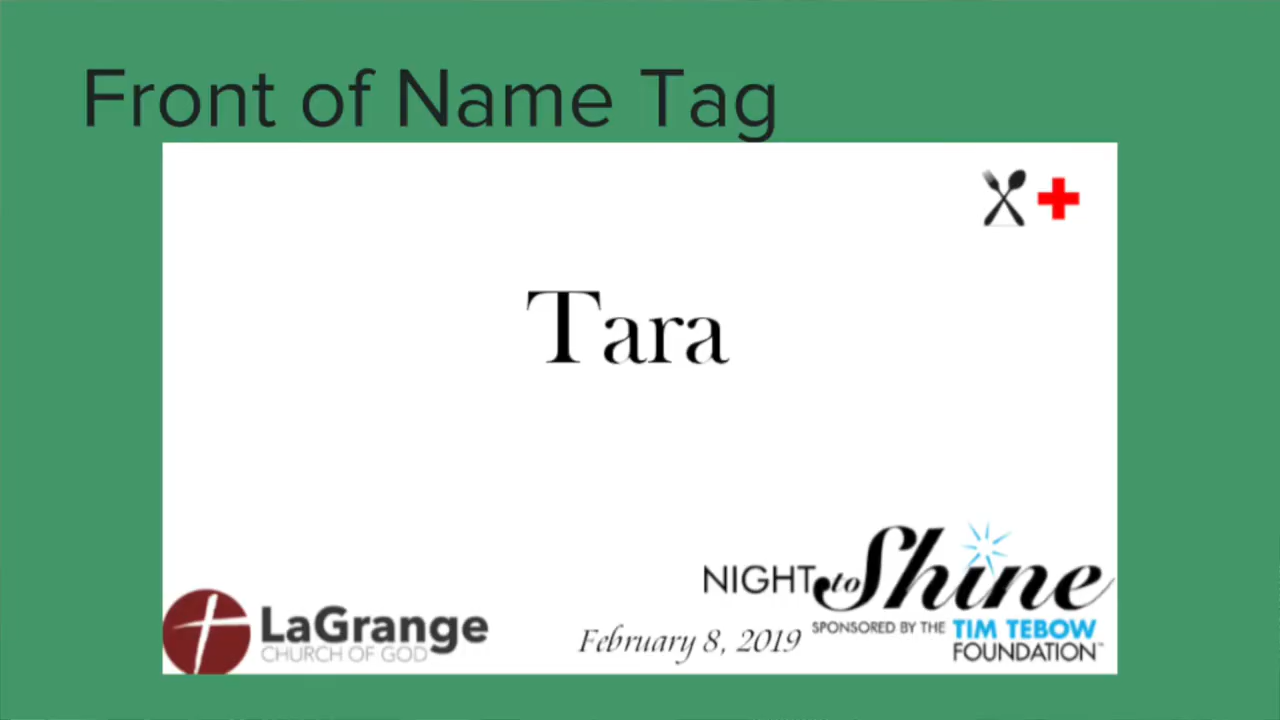 Front of Name Tag
Tara
NIGHT to Shine
SPONSORED BY THE TIM TEBOW
FOUNDATION™
February 8, 2019
LaGrange
CHURCH OF GOD